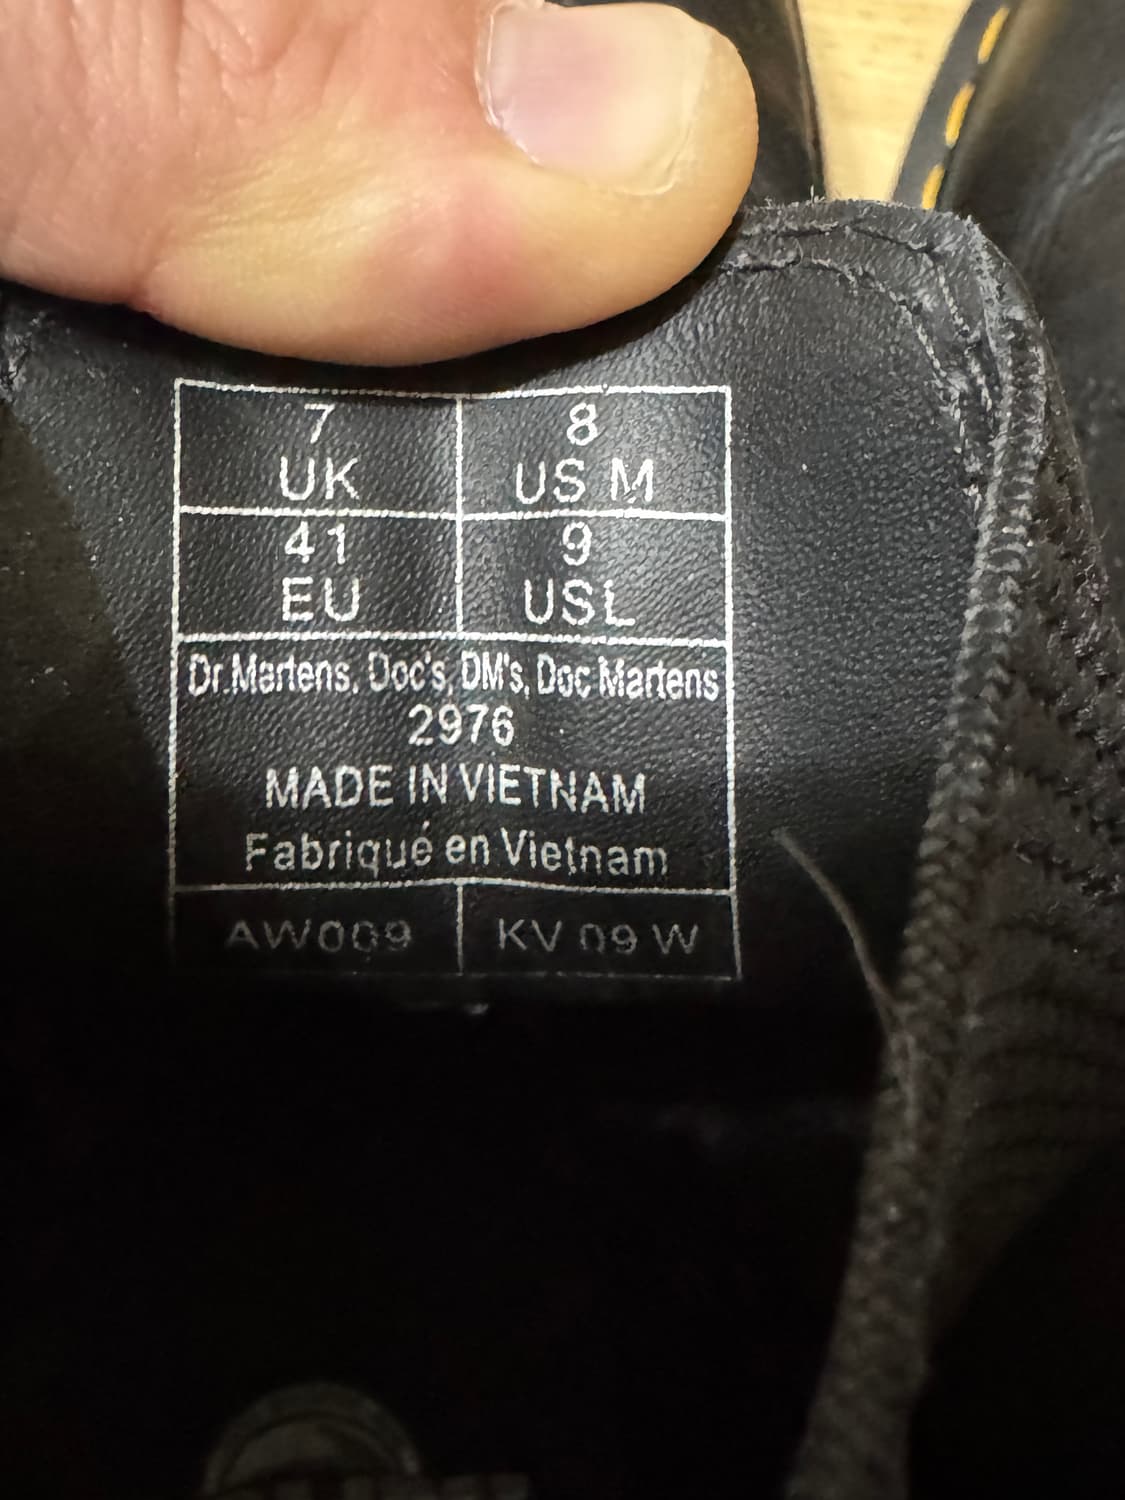 7
UK
8
US M
41
EU
9
USL
Dr.Martens, Doc's, DM's, Doc Martens
2976
MADE IN VIETNAM
Fabriqué en Vietnam
AW009
KV 09 W